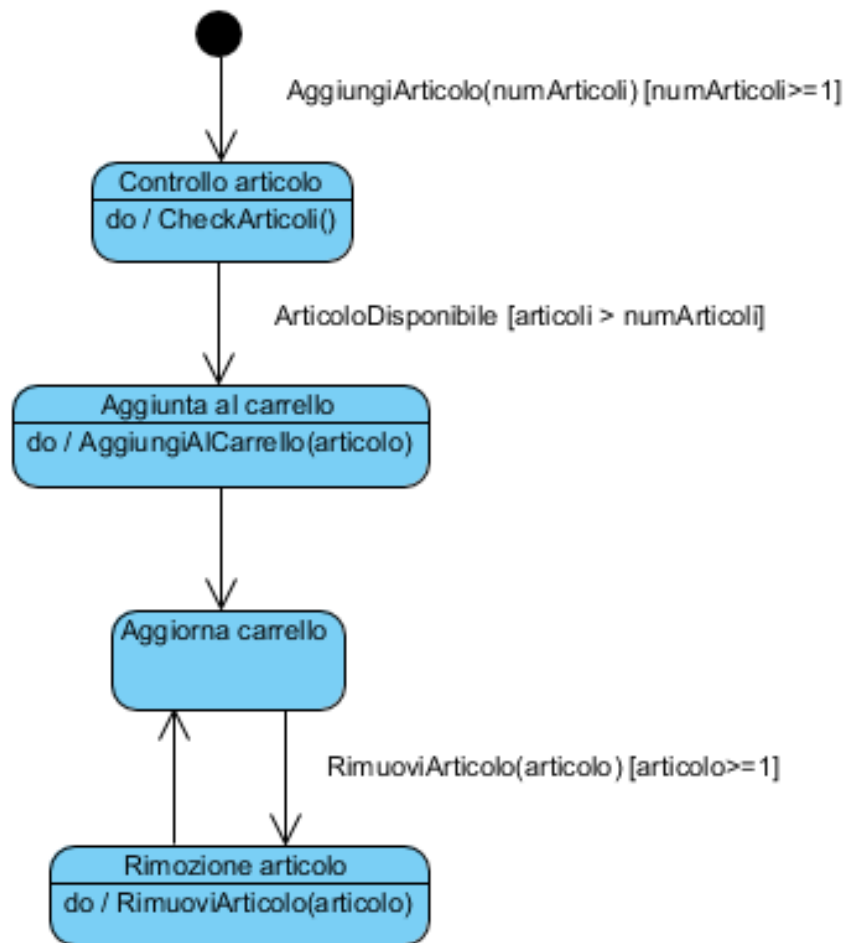 AggiungiArticolo(numArticoli) [numArticoli>=1]
Controllo articolo
do / CheckArticoli()
ArticoloDisponibile [articoli > numArticoli]
Aggiunta al carrello
do / AggiungiAlCarrello(articolo)
Aggiorna carrello
RimuoviArticolo(articolo) [articolo>=1]
Rimozione articolo
do / RimuoviArticolo(articolo)